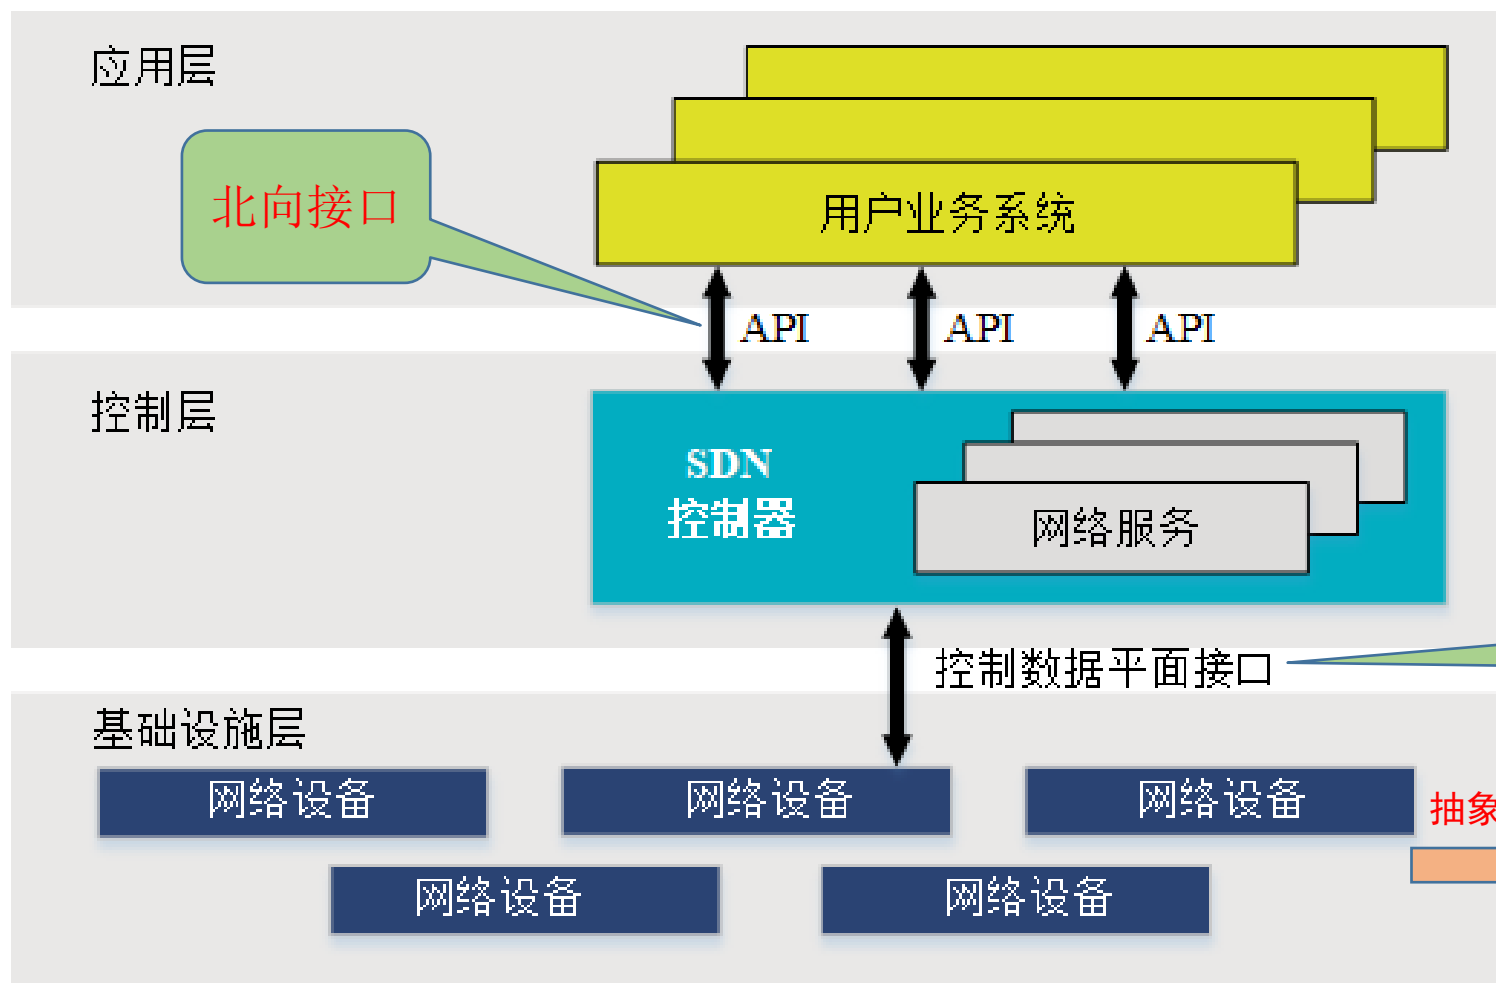 应用层
北向接口
用户业务系统
API
API
API
控制层
SDN
控制器
网络服务
控制数据平面接口
基础设施层
网络设备
网络设备
网络设备
抽象
网络设备
网络设备